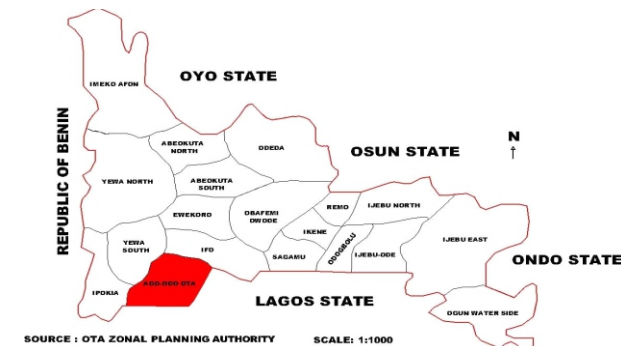 IMEKO AFON
OYO STATE
REPUBLIC OF BENIN
ABEOKUTA
NORTH
ODEDA
OSUN STATE
N
YEWA NORTH
ABEOKUTA
SOUTH
REMO
IJEBU NORTH
EWEKORO
OBAFEMI
OWODE
IKENE
ODOGBOLU
IJEBU EAST
YEWA
SOUTH
IFO
SAGAMU
IJEBU-ODE
ONDO STATE
ADO-ODO OTA
IPOKIA
LAGOS STATE
OGUN WATER SIDE
SOURCE : OTA ZONAL PLANNING AUTHORITY
SCALE: 1:1000